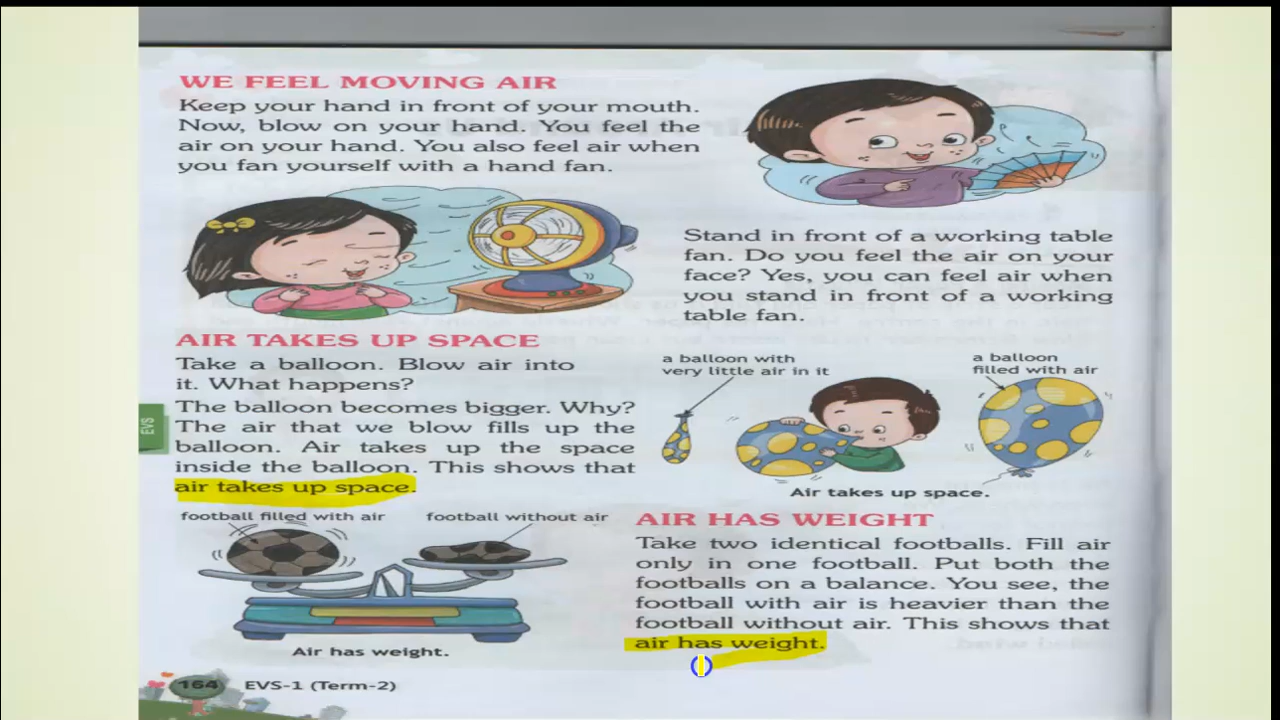 WE FEEL MOVING AIR
Keep your hand in front of your mouth.
Now, blow on your hand. You feel the
air on your hand. You also feel air when
you fan yourself with a hand fan.
Stand in front of a working table
fan. Do you feel the air on your
face? Yes, you can feel air when
you stand in front of a working
table fan.
AIR TAKES UP SPACE
Take a balloon. Blow air into
it. What happens?
The balloon becomes bigger. Why?
The air that we blow fills up the
balloon. Air takes up the space
inside the balloon. This shows that
air takes up space.
a balloon with
very little air in it
a balloon
filled with air
Air takes up space.
EVS
football filled with air
football without air
Air has weight.
AIR HAS WEIGHT
Take two identical footballs. Fill air
only in one football. Put both the
footballs on a balance. You see, the
football with air is heavier than the
football without air. This shows that
air has weight.
164
EVS-1 (Term-2)